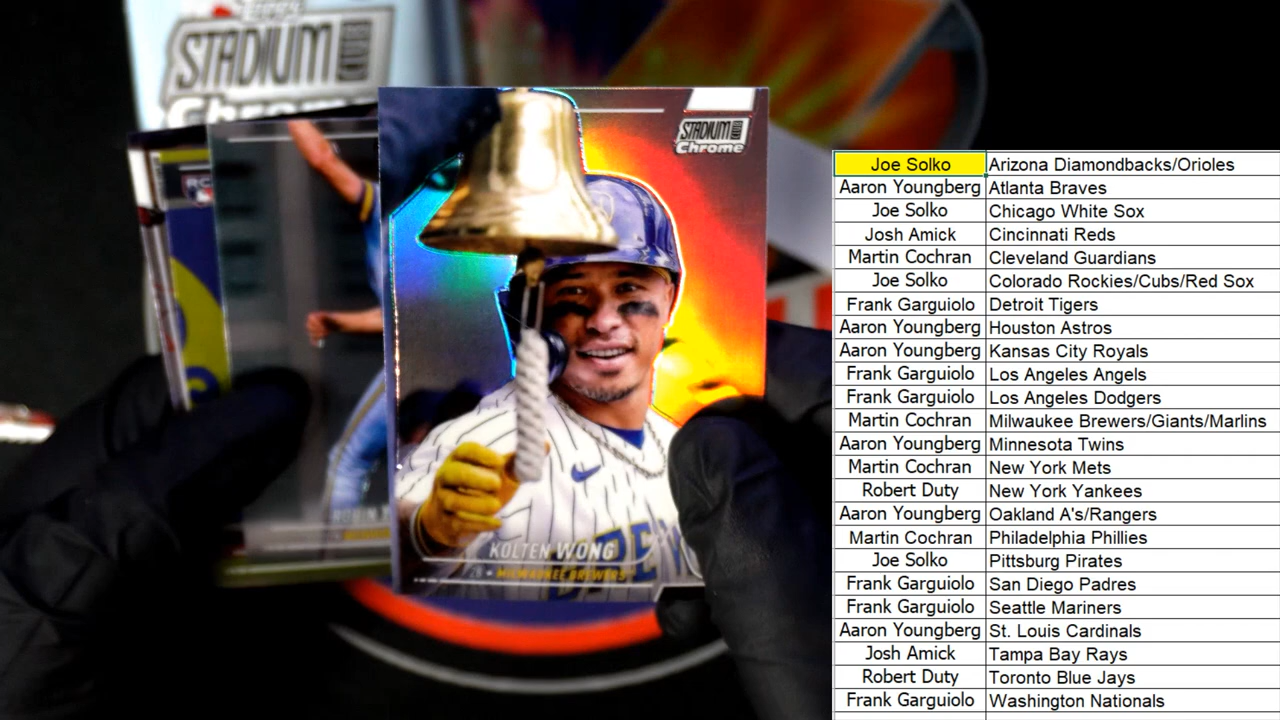 topps
STADIUM CLUB
Chrome
STADIUM CLUB
Chrome
RC
KOLTEN WONG
2B • MILWAUKEE BREWERS
ROBIN Y
Joe Solko Arizona Diamondbacks/Orioles
Aaron Youngberg Atlanta Braves
Joe Solko Chicago White Sox
Josh Amick Cincinnati Reds
Martin Cochran Cleveland Guardians
Joe Solko Colorado Rockies/Cubs/Red Sox
Frank Garguiolo Detroit Tigers
Aaron Youngberg Houston Astros
Aaron Youngberg Kansas City Royals
Frank Garguiolo Los Angeles Angels
Frank Garguiolo Los Angeles Dodgers
Martin Cochran Milwaukee Brewers/Giants/Marlins
Aaron Youngberg Minnesota Twins
Martin Cochran New York Mets
Robert Duty New York Yankees
Aaron Youngberg Oakland A's/Rangers
Martin Cochran Philadelphia Phillies
Joe Solko Pittsburg Pirates
Frank Garguiolo San Diego Padres
Frank Garguiolo Seattle Mariners
Aaron Youngberg St. Louis Cardinals
Josh Amick Tampa Bay Rays
Robert Duty Toronto Blue Jays
Frank Garguiolo Washington Nationals